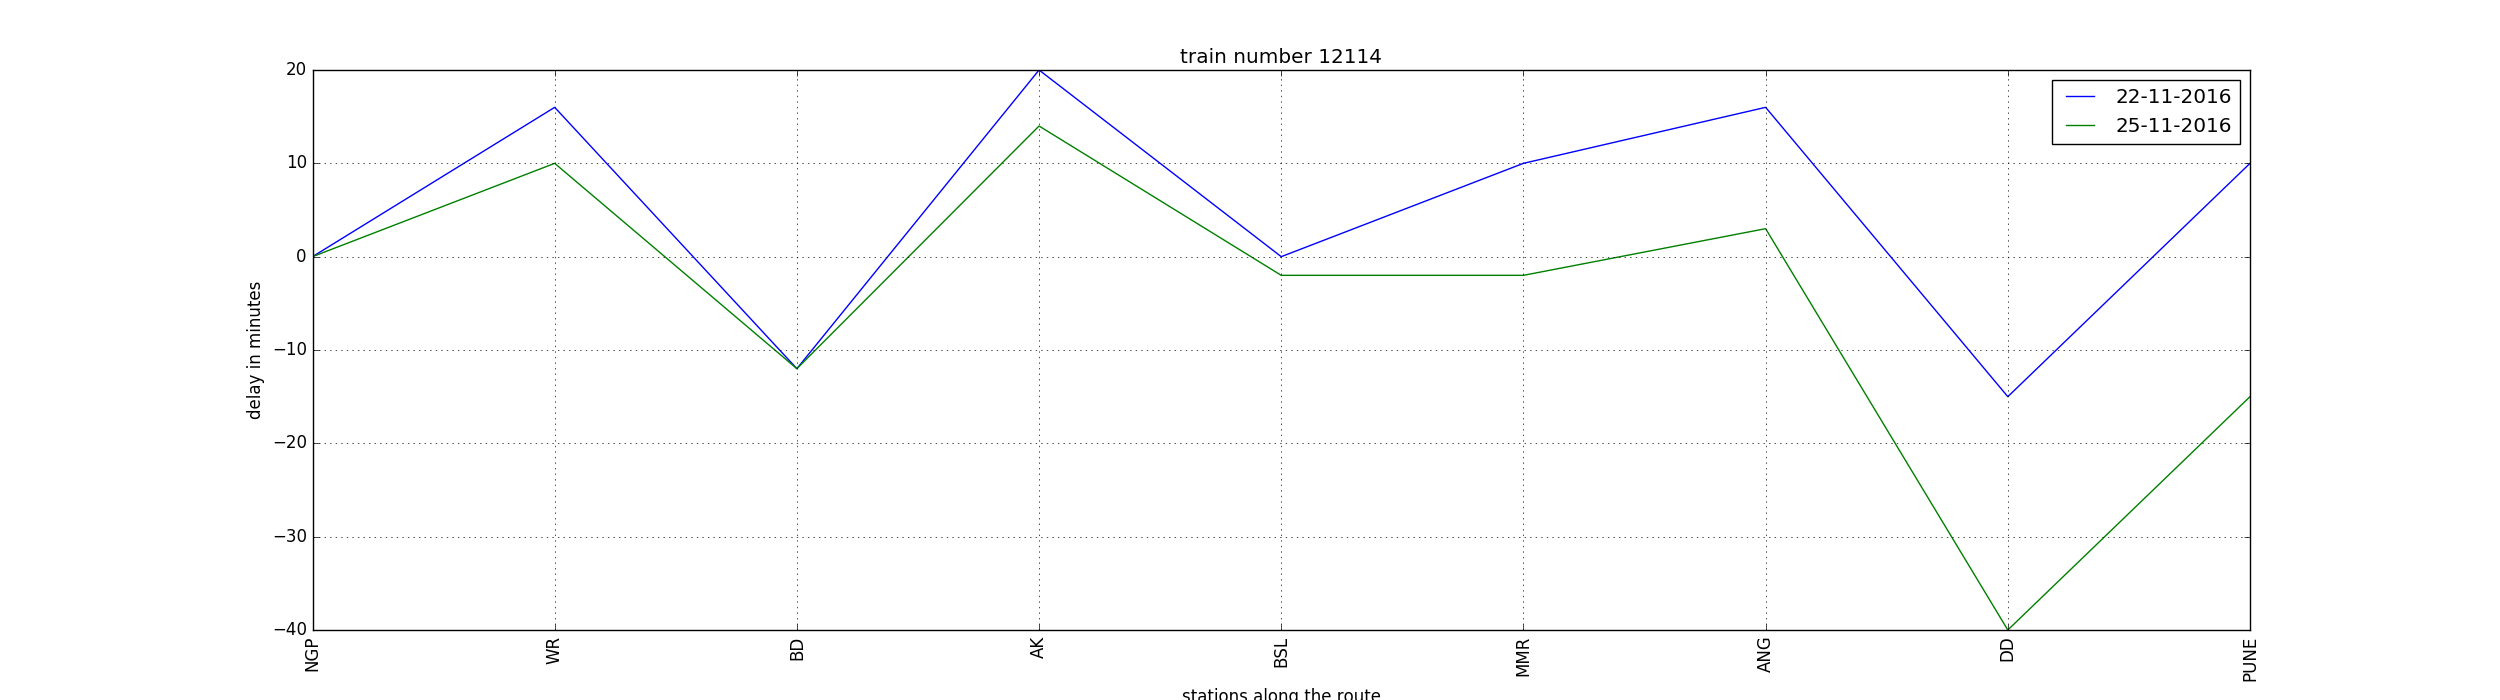 train number 12114
22-11-2016
25-11-2016
20
10
0
−10
−20
−30
−40
delay in minutes
NGP
WR
BD
AK
BSL
MMR
ANG
DD
PUNE
stations along the route